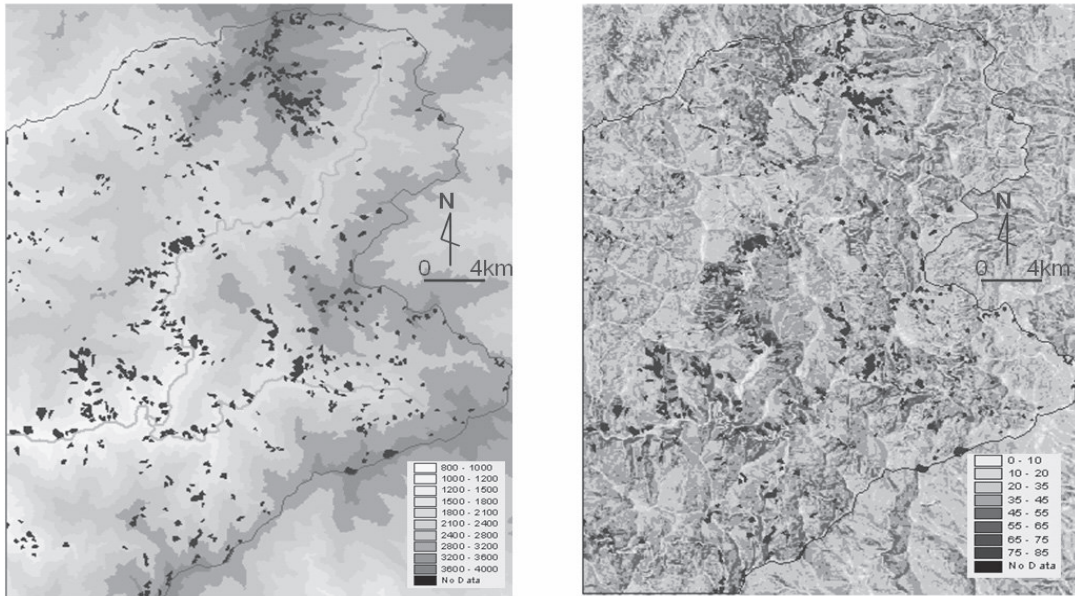 N
0 4km
800 - 1000
1000 - 1200
1200 - 1500
1500 - 1800
1800 - 2100
2100 - 2400
2400 - 2800
2800 - 3200
3200 - 3600
3600 - 4000
No Data
N
0 4km
0 - 10
10 - 20
20 - 35
35 - 45
45 - 55
55 - 65
65 - 75
75 - 85
No Data